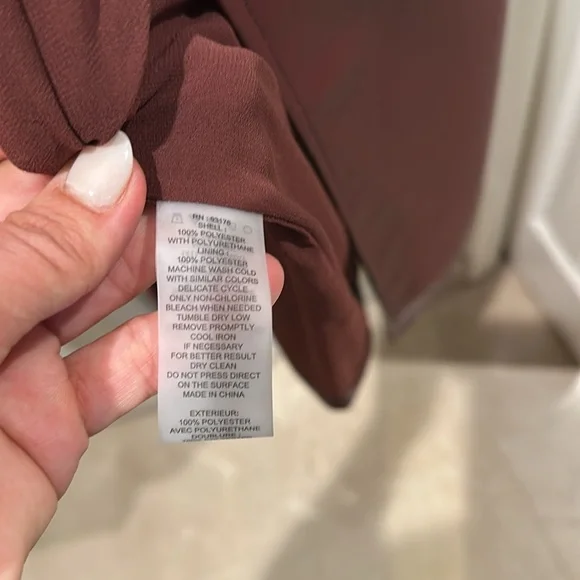 RN : 93176
SHELL :
100% POLYESTER
WITH POLYURETHANE
LINING :
100% POLYESTER
MACHINE WASH COLD
WITH SIMILAR COLORS
DELICATE CYCLE
ONLY NON-CHLORINE
BLEACH WHEN NEEDED
TUMBLE DRY LOW
REMOVE PROMPTLY
COOL IRON
IF NECESSARY
FOR BETTER RESULT
DRY CLEAN
DO NOT PRESS DIRECT
ON THE SURFACE
MADE IN CHINA
EXTERIEUR:
100% POLYESTER
AVEC POLYURETHANE
DOUBLURE :